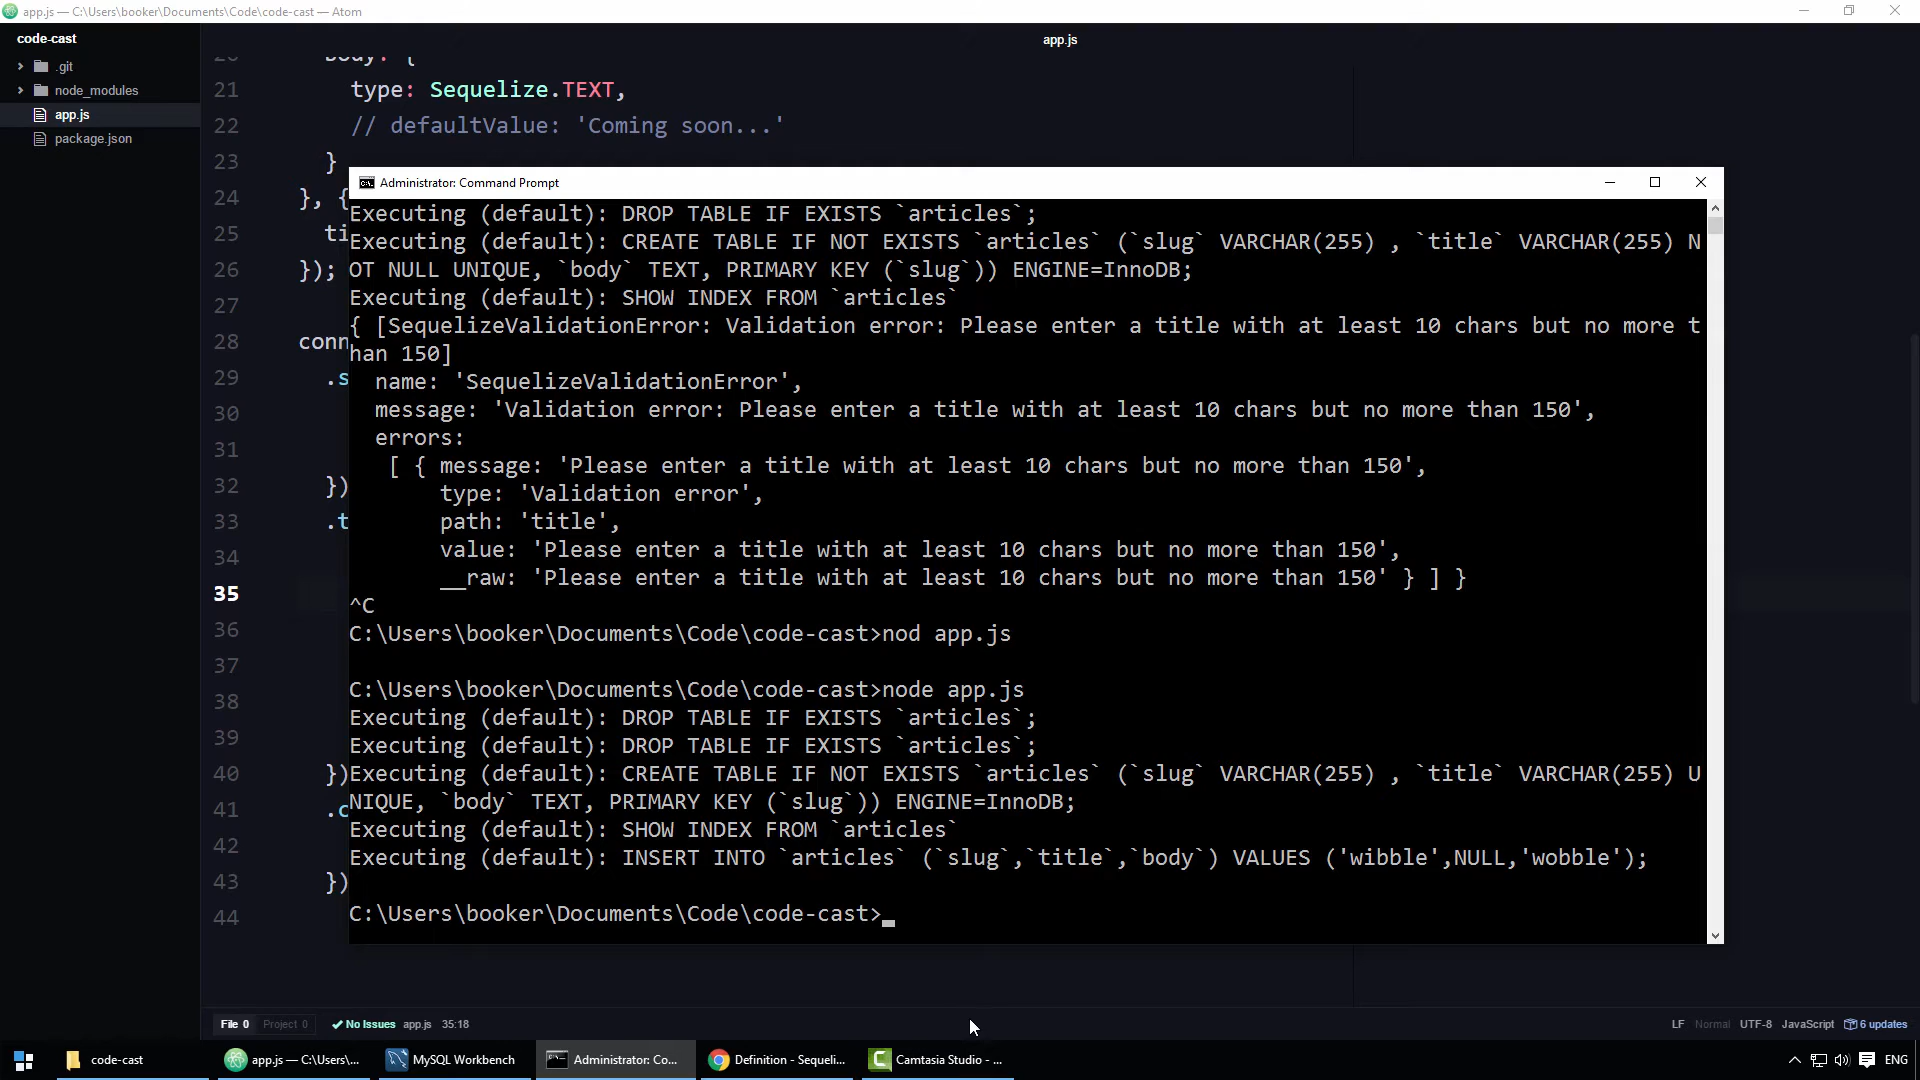 app.js — C:\Users\booker\Documents\Code\code-cast — Atom
code-cast
.git
node_modules
app.js
package.json
app.js
20 body: {
21 type: Sequelize.TEXT,
22 // defaultValue: 'Coming soon...'
23 }
24 }, {
25 ti
26 });
27
28 conn
29 .s
30
31
32 })
33 .t
34
35
36
37
38
39
40 })
41 .c
42
43 })
44
Administrator: Command Prompt
Executing (default): DROP TABLE IF EXISTS `articles`;
Executing (default): CREATE TABLE IF NOT EXISTS `articles` (`slug` VARCHAR(255) , `title` VARCHAR(255) N
OT NULL UNIQUE, `body` TEXT, PRIMARY KEY (`slug`)) ENGINE=InnoDB;
Executing (default): SHOW INDEX FROM `articles`
{ [SequelizeValidationError: Validation error: Please enter a title with at least 10 chars but no more t
han 150]
name: 'SequelizeValidationError',
message: 'Validation error: Please enter a title with at least 10 chars but no more than 150',
errors:
[ { message: 'Please enter a title with at least 10 chars but no more than 150',
type: 'Validation error',
path: 'title',
value: 'Please enter a title with at least 10 chars but no more than 150',
__raw: 'Please enter a title with at least 10 chars but no more than 150' } ] }
^C
C:\Users\booker\Documents\Code\code-cast>nod app.js
C:\Users\booker\Documents\Code\code-cast>node app.js
Executing (default): DROP TABLE IF EXISTS `articles`;
Executing (default): DROP TABLE IF EXISTS `articles`;
Executing (default): CREATE TABLE IF NOT EXISTS `articles` (`slug` VARCHAR(255) , `title` VARCHAR(255) U
NIQUE, `body` TEXT, PRIMARY KEY (`slug`)) ENGINE=InnoDB;
Executing (default): SHOW INDEX FROM `articles`
Executing (default): INSERT INTO `articles` (`slug`,`title`,`body`) VALUES ('wibble',NULL,'wobble');
C:\Users\booker\Documents\Code\code-cast>_
File 0 Project 0 No Issues app.js 35:18 LF Normal UTF-8 JavaScript 6 updates
code-cast app.js — C:\Users\... MySQL Workbench Administrator: Co... Definition - Sequeli... Camtasia Studio - ... ENG